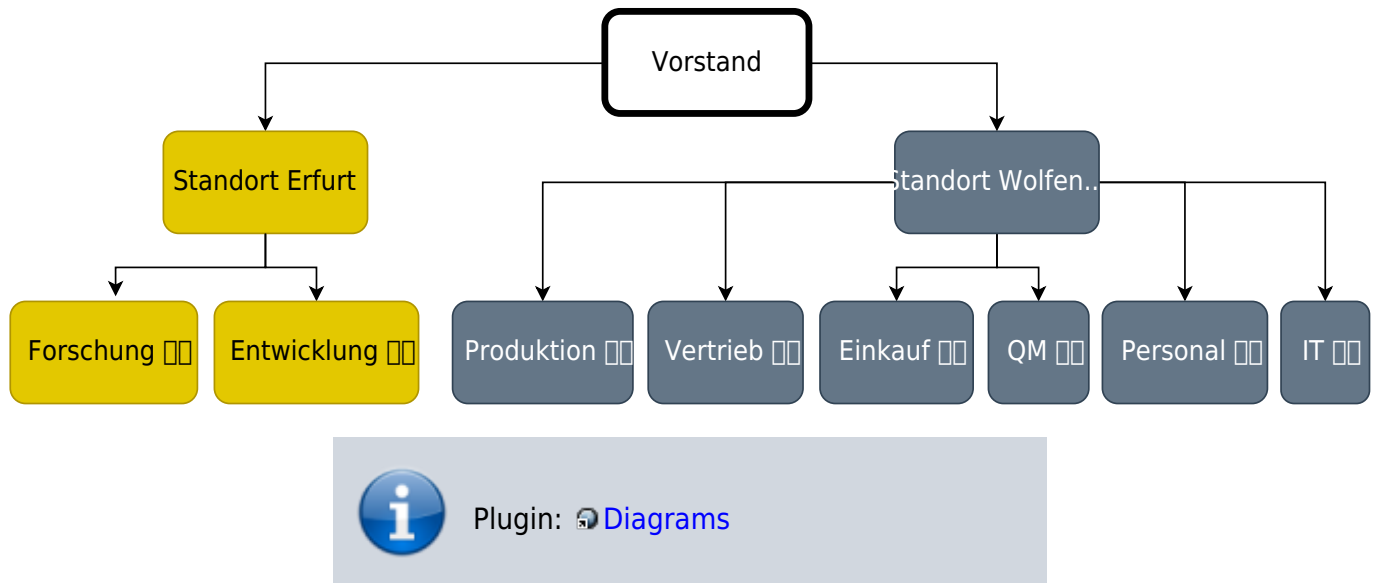 Vorstand
Standort Erfurt
Standort Wolfen..
Forschung
Entwicklung
Produktion
Vertrieb
Einkauf
QM
Personal
IT
Plugin: Diagrams